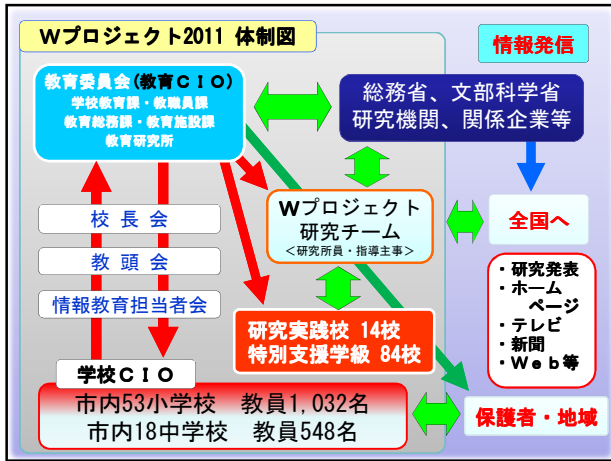 Wプロジェクト2011 体制図
情報発信
教育委員会(教育CIO)
学校教育課・教職員課
教育総務課・教育施設課
教育研究所
総務省、文部科学省
研究機関、関係企業等
校長会
教頭会
情報教育担当者会
Wプロジェクト
研究チーム
＜研究所員・指導主事＞
全国へ
・研究発表
・ホーム
ページ
・テレビ
・新聞
・Ｗｅｂ等
研究実践校 14校
特別支援学級 84校
学校ＣＩＯ
市内53小学校　教員1,032名
市内18中学校　教員548名
保護者・地域